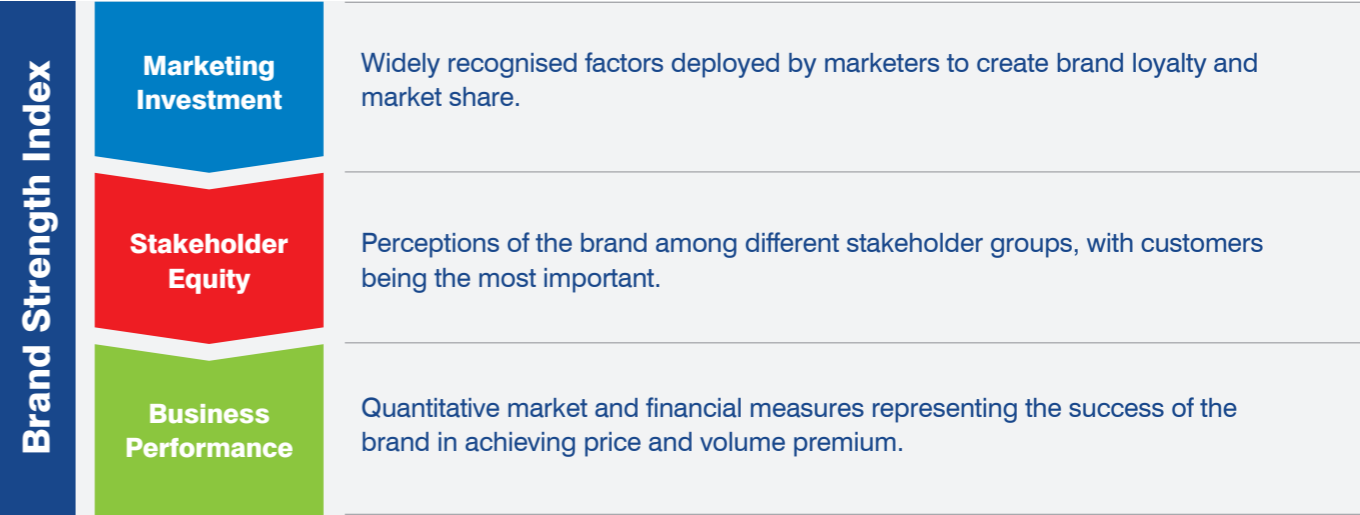 Brand Strength Index
Marketing
Investment
Widely recognised factors deployed by marketers to create brand loyalty and
market share.
Stakeholder
Equity
Perceptions of the brand among different stakeholder groups, with customers
being the most important.
Business
Performance
Quantitative market and financial measures representing the success of the
brand in achieving price and volume premium.